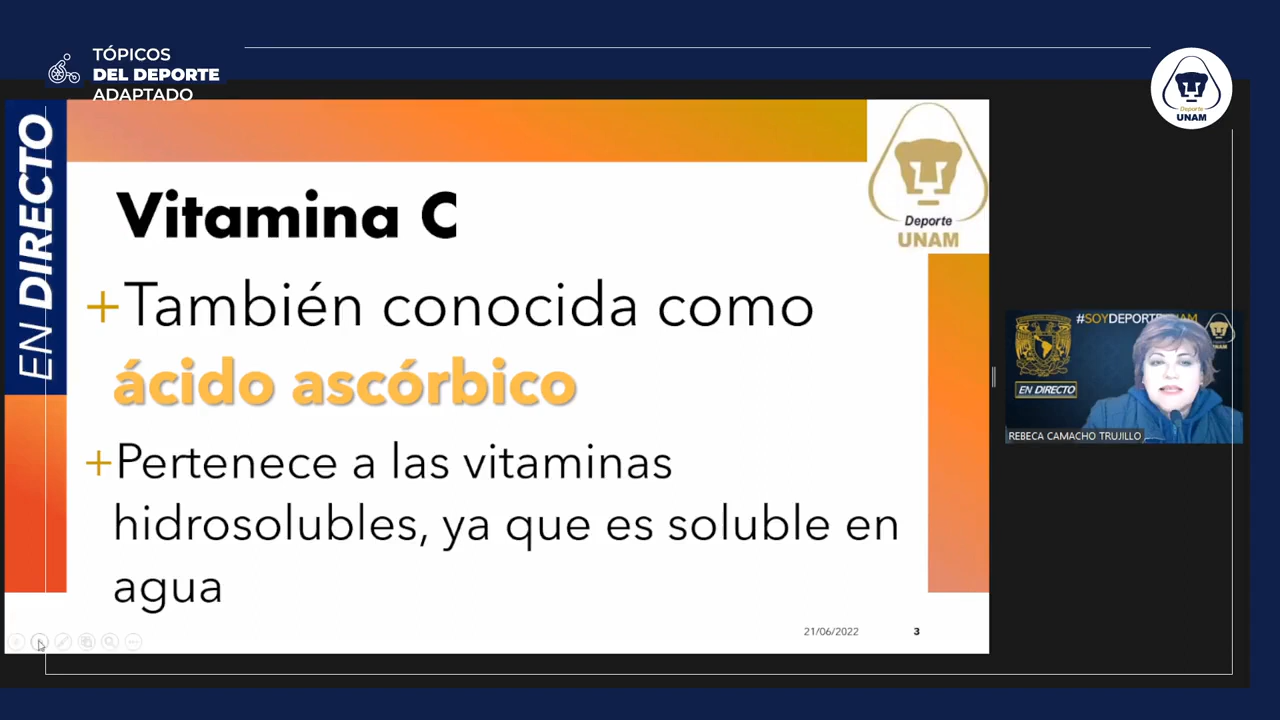 TÓPICOS
DEL DEPORTE
ADAPTADO
Deporte
UNAM
EN DIRECTO
Deporte
UNAM
Vitamina C
+También conocida como
ácido ascórbico
+Pertenece a las vitaminas
hidrosolubles, ya que es soluble en
agua
21/06/2022
3
#SOYDEPORTEUNAM
EN DIRECTO
REBECA CAMACHO TRUJILLO